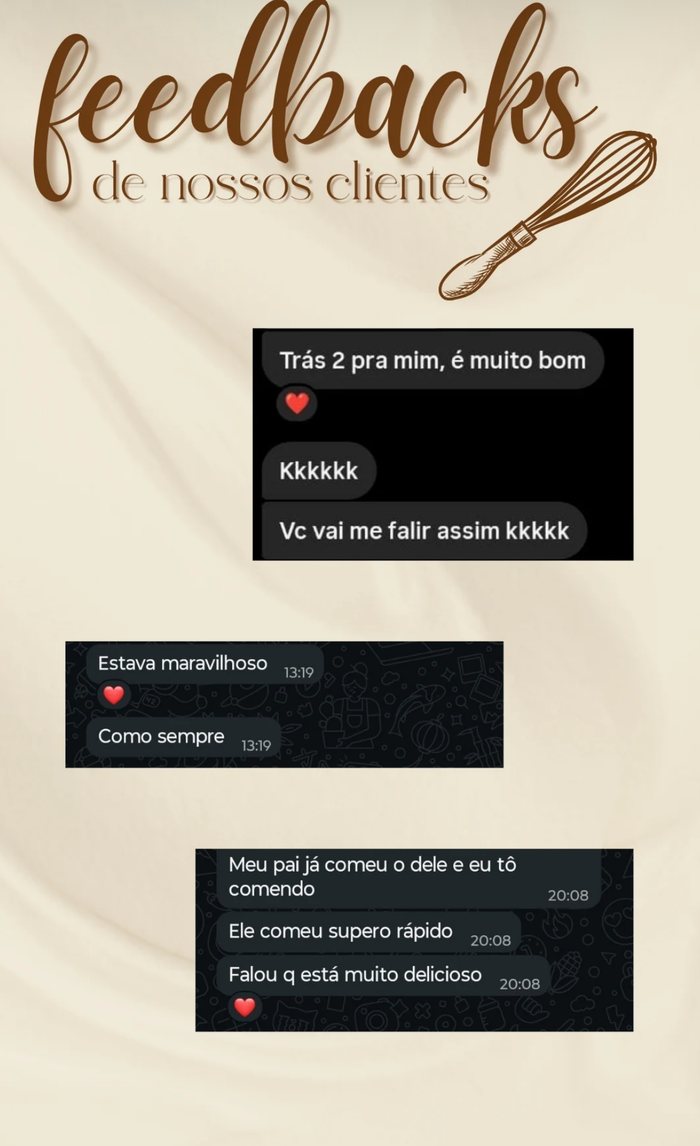 feedbacks
de nossos clientes
Trás 2 pra mim, é muito bom
Kkkkkk
Vc vai me falir assim kkkkk
Estava maravilhoso 13:19
Como sempre 13:19
Meu pai já comeu o dele e eu tô
comendo 20:08
Ele comeu supero rápido 20:08
Falou q está muito delicioso 20:08